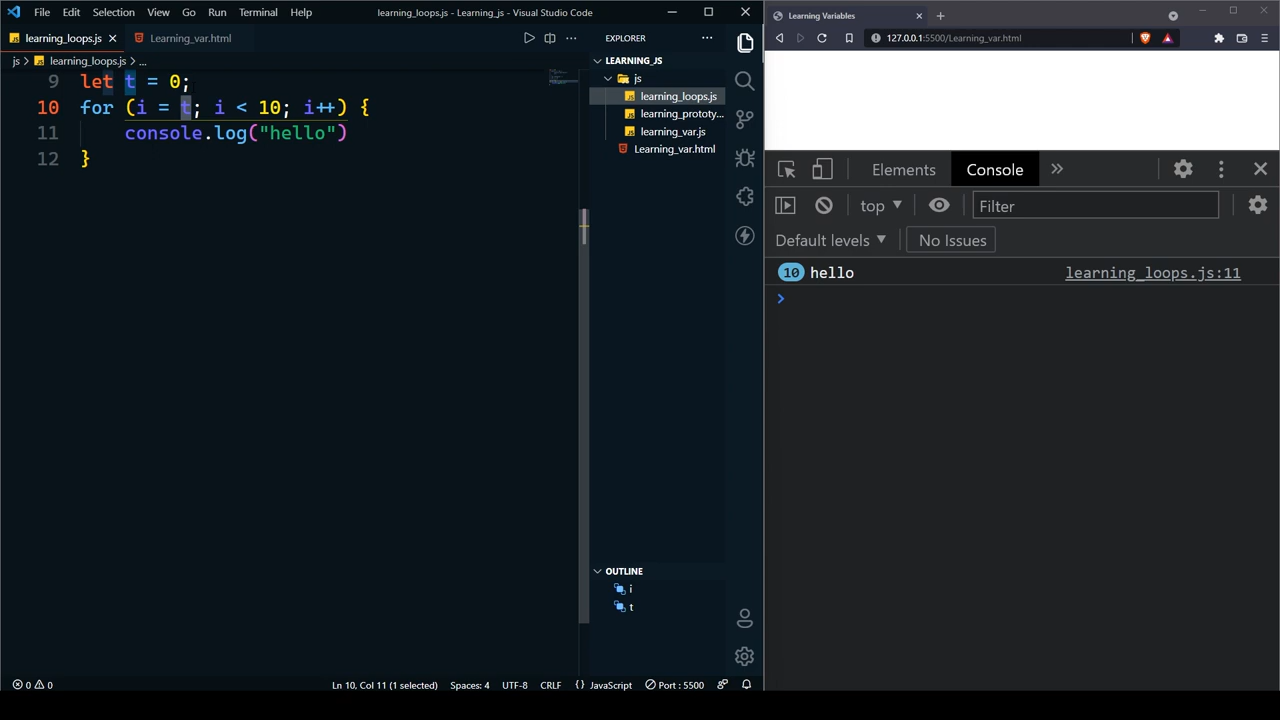 File Edit Selection View Go Run Terminal Help learning_loops.js - Learning_js - Visual Studio Code
learning_loops.js Learning_var.html
js > learning_loops.js > ...
9 let t = 0;
10 for (i = t; i < 10; i++) {
11 console.log("hello")
12 }
EXPLORER
LEARNING_JS
js
learning_loops.js
learning_prototy...
learning_var.js
Learning_var.html
OUTLINE
i
t
0 0 Ln 10, Col 11 (1 selected) Spaces: 4 UTF-8 CRLF {} JavaScript Port : 5500
Learning Variables
127.0.0.1:5500/Learning_var.html
Elements Console
top Filter
Default levels No Issues
10 hello learning_loops.js:11